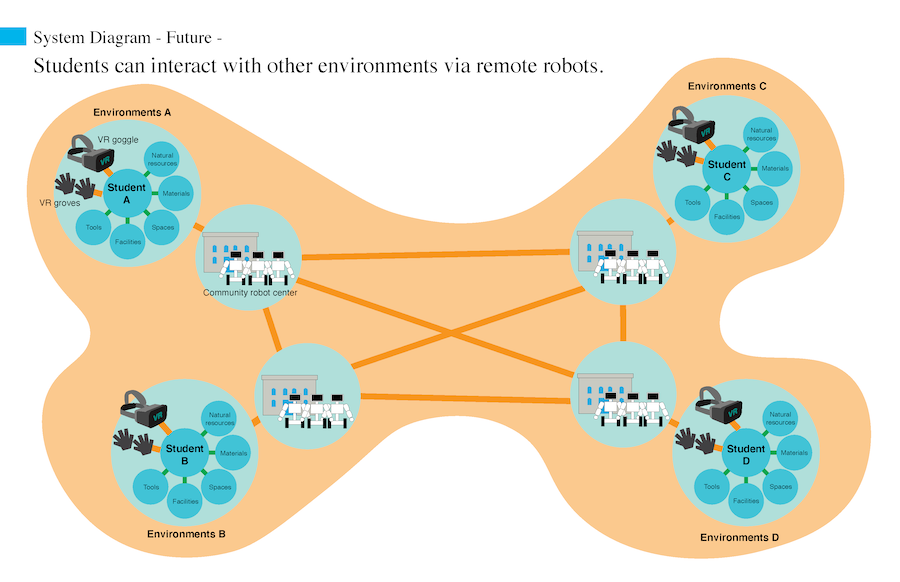 System Diagram - Future -
Students can interact with other environments via remote robots.
Environments A
VR goggle
VR
VR groves
Student
A
Natural
resources
Materials
Spaces
Facilities
Tools
Community robot center
Environments C
VR
Student
C
Natural
resources
Materials
Spaces
Facilities
Tools
VR
Student
B
Natural
resources
Materials
Spaces
Facilities
Tools
Environments B
VR
Student
D
Natural
resources
Materials
Spaces
Facilities
Tools
Environments D